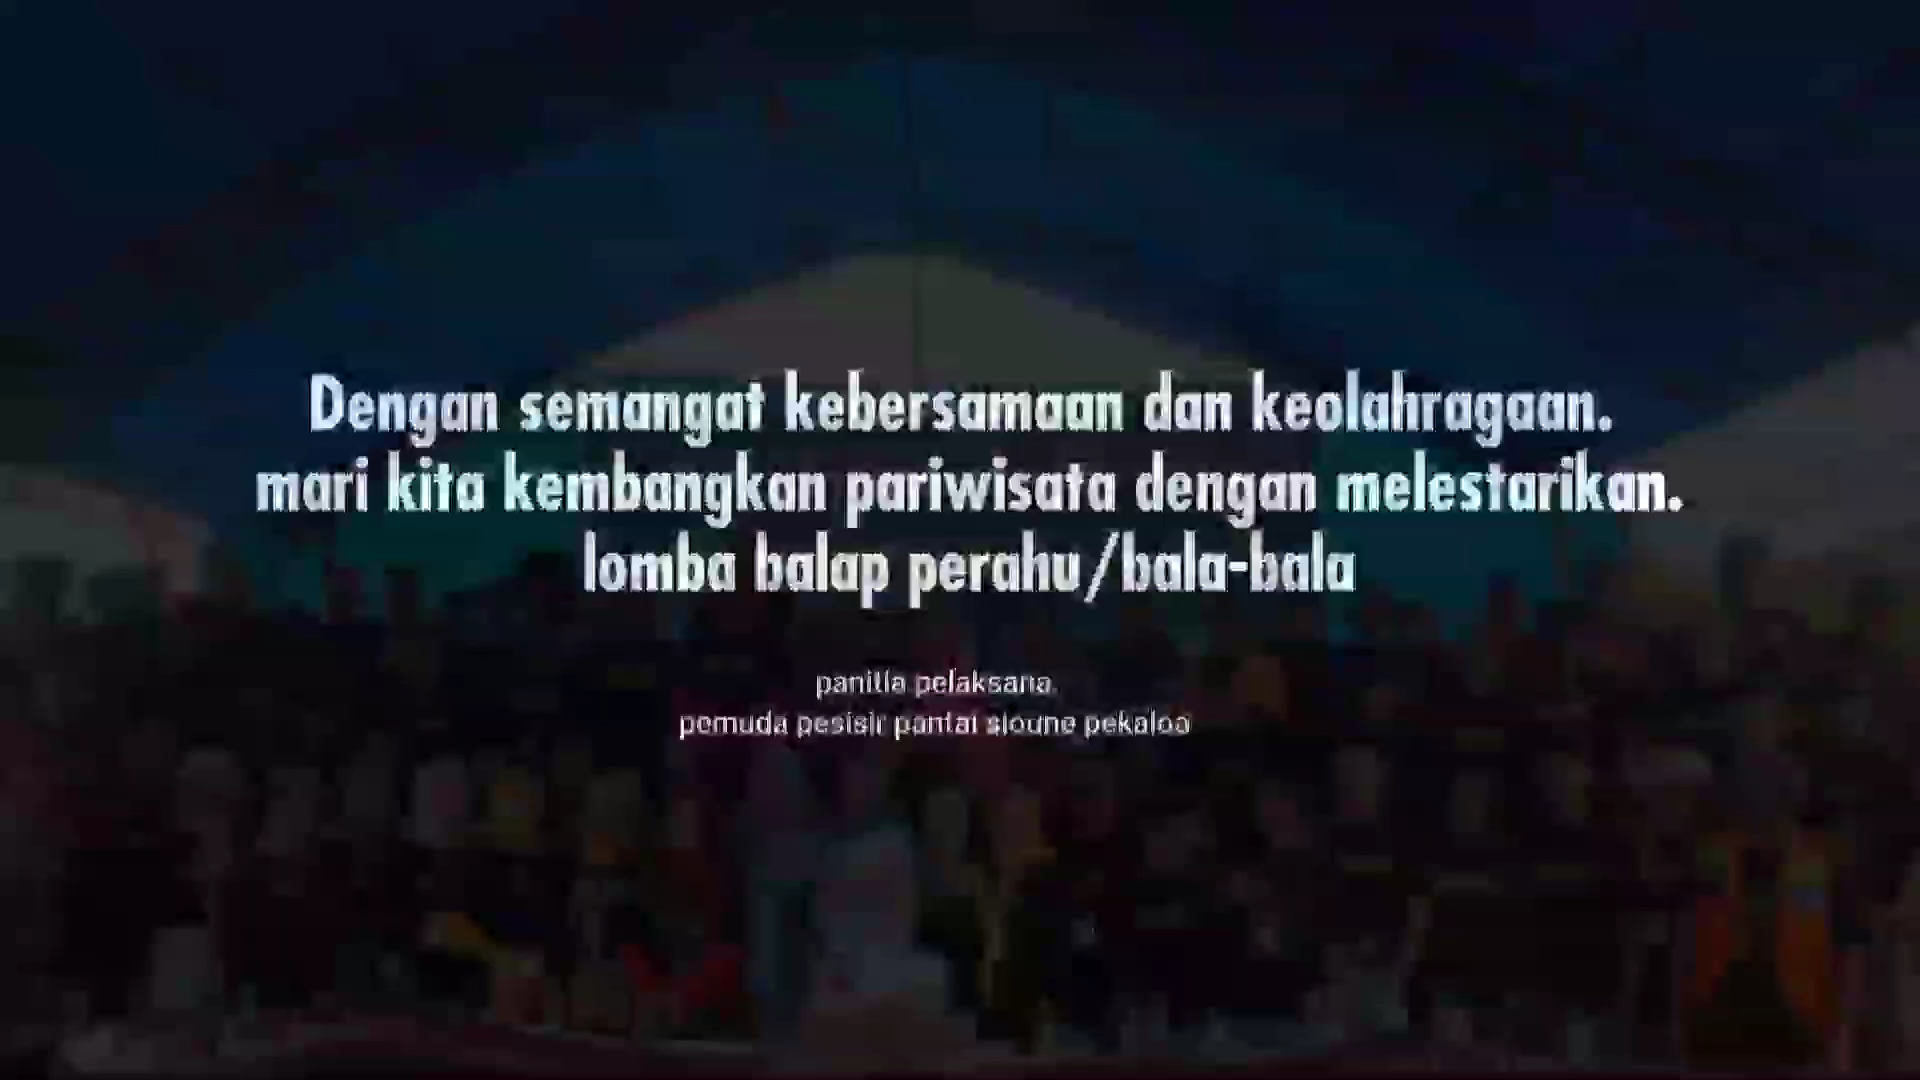 Dengan semangat kebersamaan dan keolahragaan.
mari kita kembangkan pariwisata dengan melestarikan.
lomba balap perahu/bala-bala
panitia pelaksana.
pemuda pesisir pantai sioune pekaloa